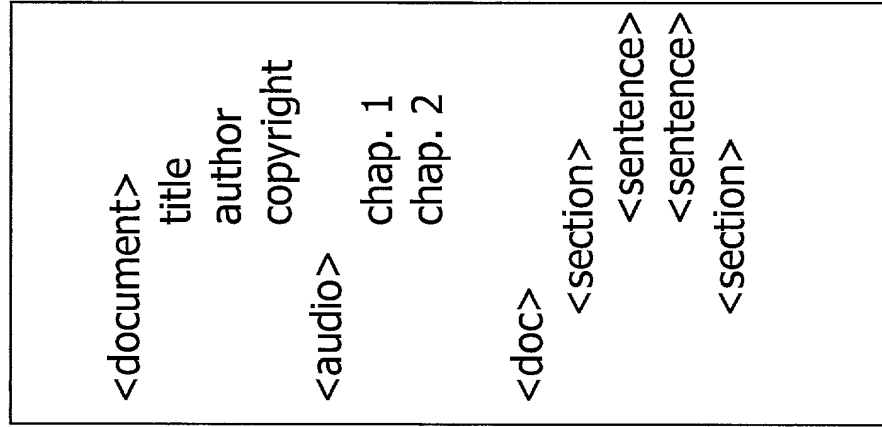 <document>
title
author
copyright
<audio>
chap. 1
chap. 2
<doc>
<section>
<sentence>
<sentence>
<section>